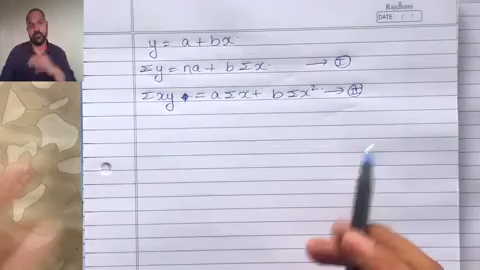 Rajdhani
DATE / /
y = a + bx.
Σy = na + bΣx. → Ⅰ
Σxy = aΣx + bΣx². → Ⅱ